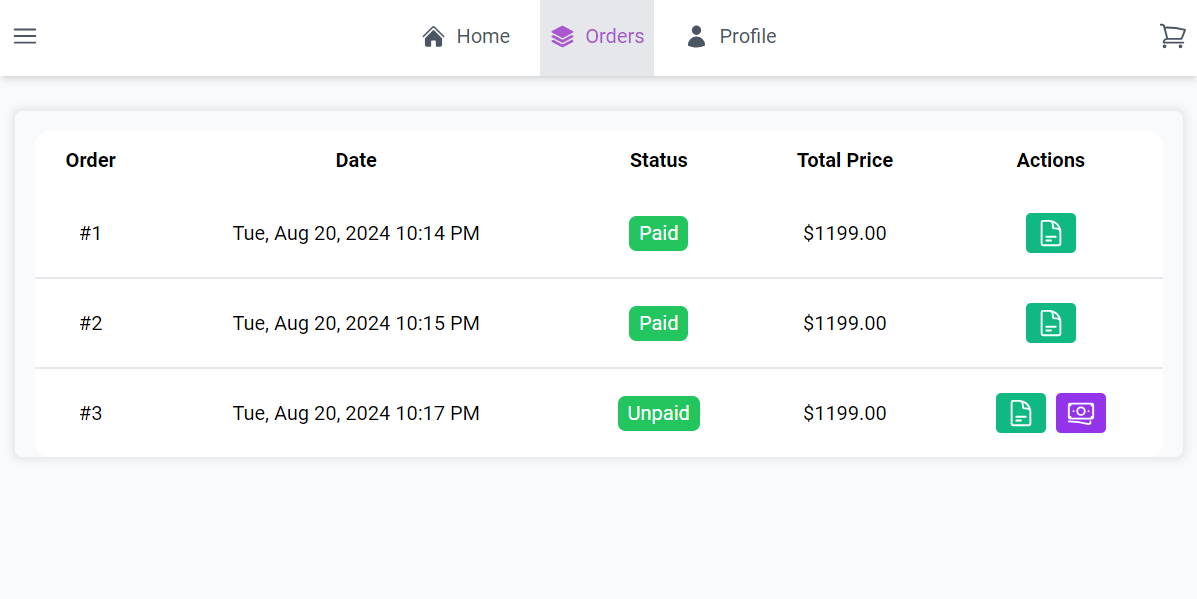 Home Orders Profile
Order Date Status Total Price Actions
#1 Tue, Aug 20, 2024 10:14 PM Paid $1199.00
#2 Tue, Aug 20, 2024 10:15 PM Paid $1199.00
#3 Tue, Aug 20, 2024 10:17 PM Unpaid $1199.00